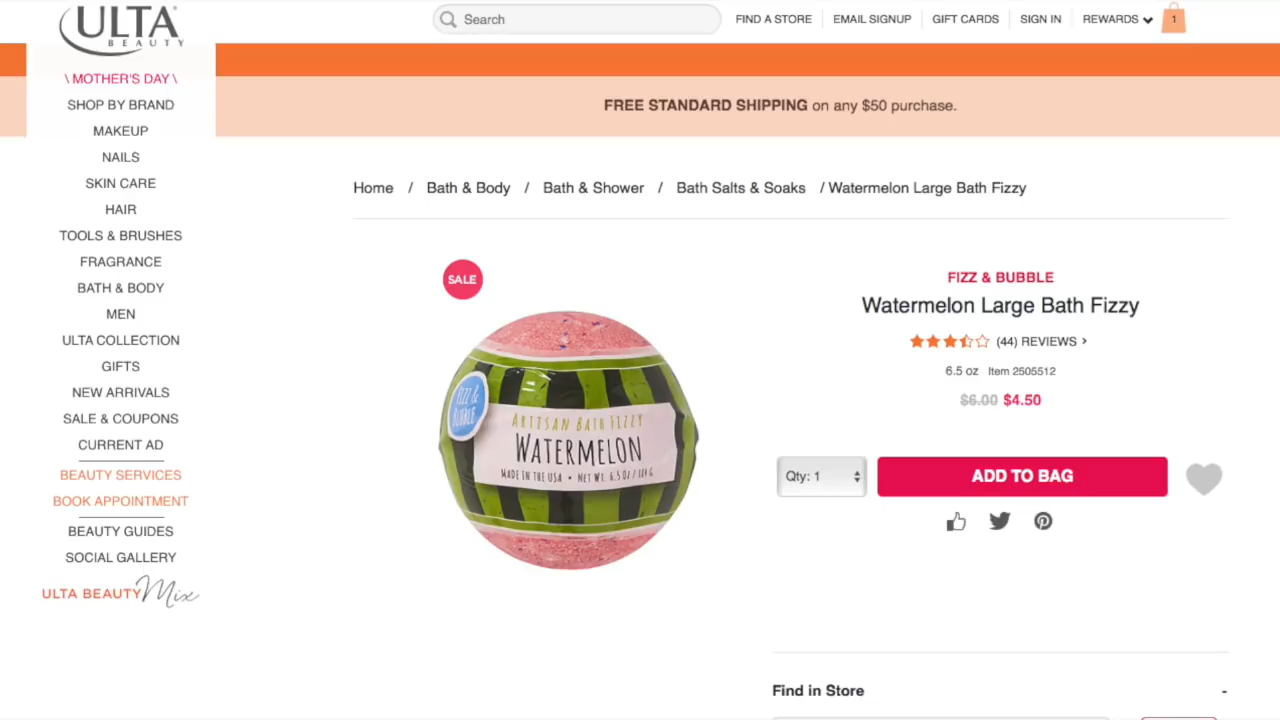 ULTA
BEAUTY
Search
FIND A STORE
EMAIL SIGNUP
GIFT CARDS
SIGN IN
REWARDS
1
\ MOTHER'S DAY \
SHOP BY BRAND
MAKEUP
NAILS
SKIN CARE
HAIR
TOOLS & BRUSHES
FRAGRANCE
BATH & BODY
MEN
ULTA COLLECTION
GIFTS
NEW ARRIVALS
SALE & COUPONS
CURRENT AD
BEAUTY SERVICES
BOOK APPOINTMENT
BEAUTY GUIDES
SOCIAL GALLERY
ULTA BEAUTY Mix
FREE STANDARD SHIPPING on any $50 purchase.
Home / Bath & Body / Bath & Shower / Bath Salts & Soaks / Watermelon Large Bath Fizzy
SALE
FIZZ &
BUBBLE
ARTISAN BATH FIZZY
WATERMELON
MADE IN THE USA • NET WT. 6.5 OZ / 184 G
FIZZ & BUBBLE
Watermelon Large Bath Fizzy
(44) REVIEWS >
6.5 oz Item 2505512
$6.00 $4.50
Qty: 1
ADD TO BAG
Find in Store
-